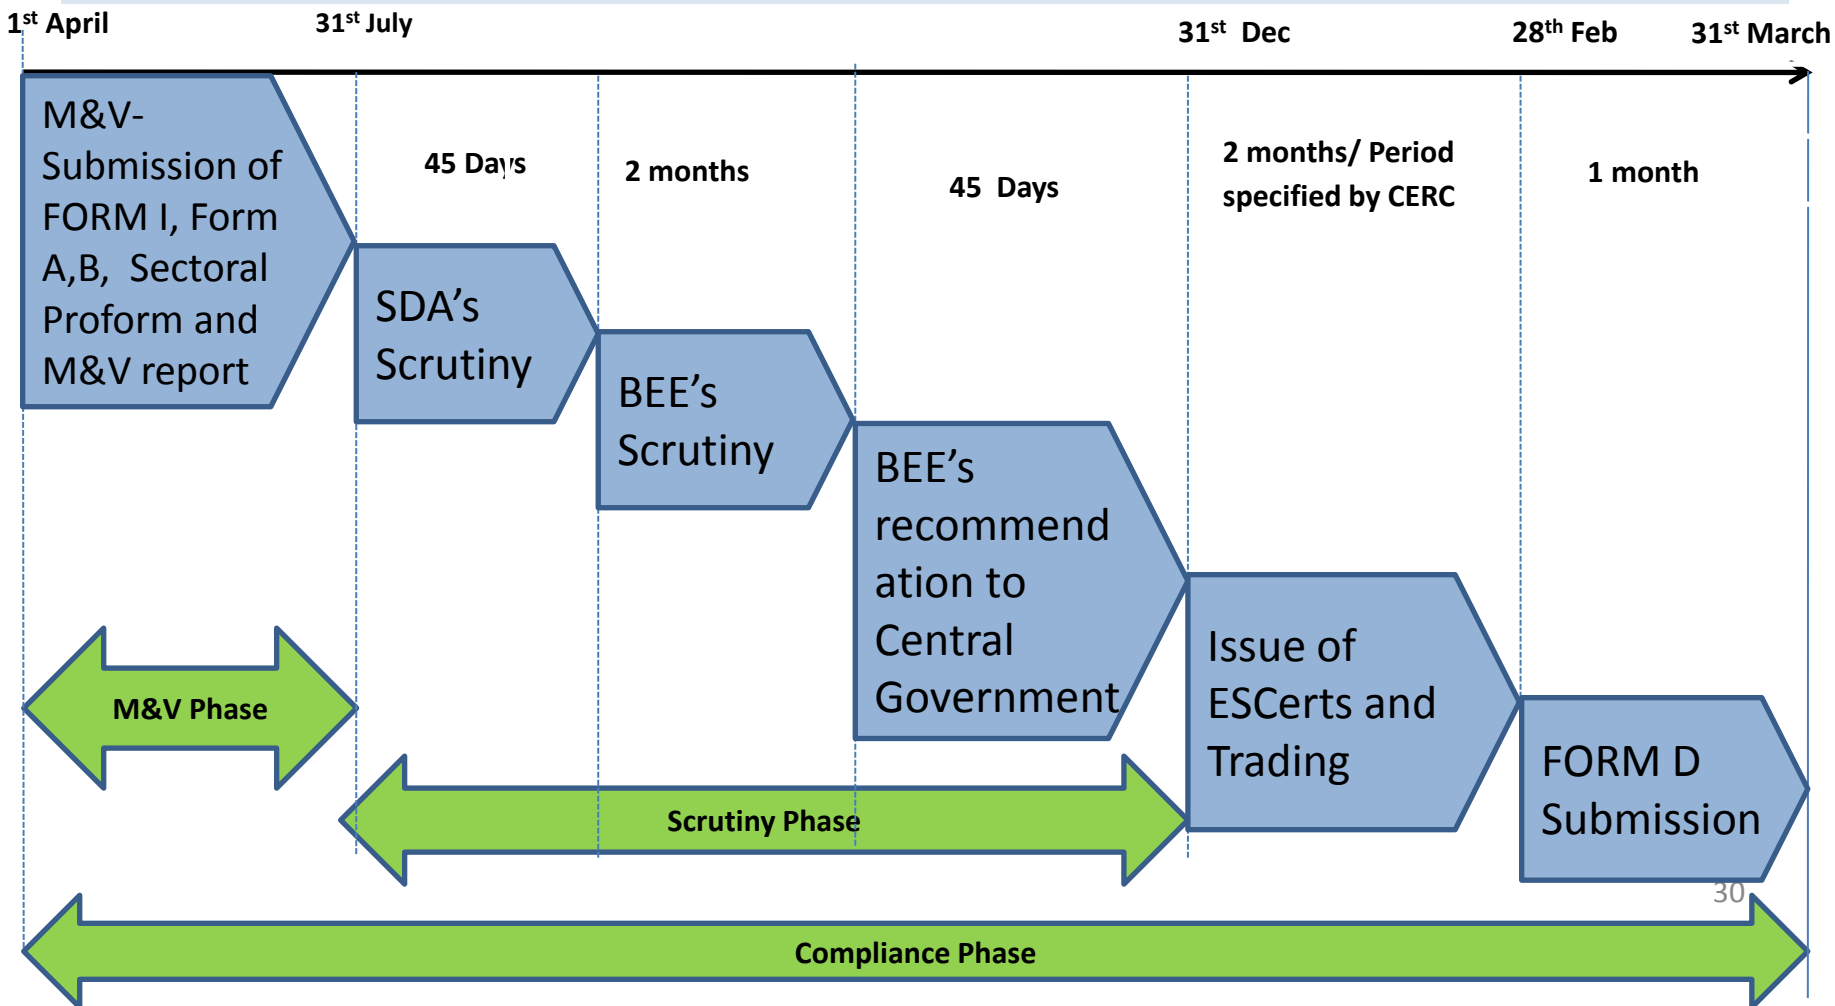 1st April
31st July
31st Dec
28th Feb
31st March
M&V-
Submission of
FORM I, Form
A,B, Sectoral
Proform and
M&V report
45 Days
2 months
45 Days
2 months/ Period
specified by CERC
1 month
SDA’s
Scrutiny
BEE’s
Scrutiny
BEE’s
recommend
ation to
Central
Government
Issue of
ESCerts and
Trading
FORM D
Submission
M&V Phase
Scrutiny Phase
30
Compliance Phase